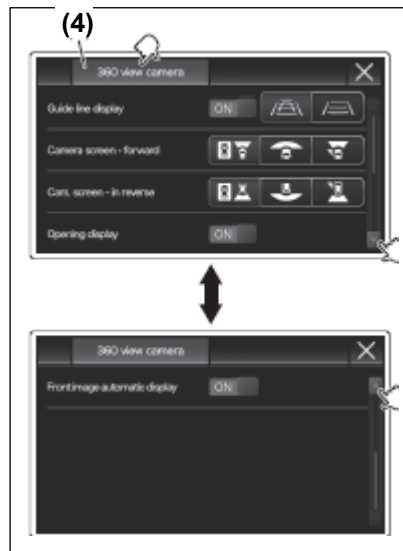 (4)
360 view camera
Guide line display ON
Camera screen - forward
Cam. screen - in reverse
Opening display ON
360 view camera
Front image automatic display ON